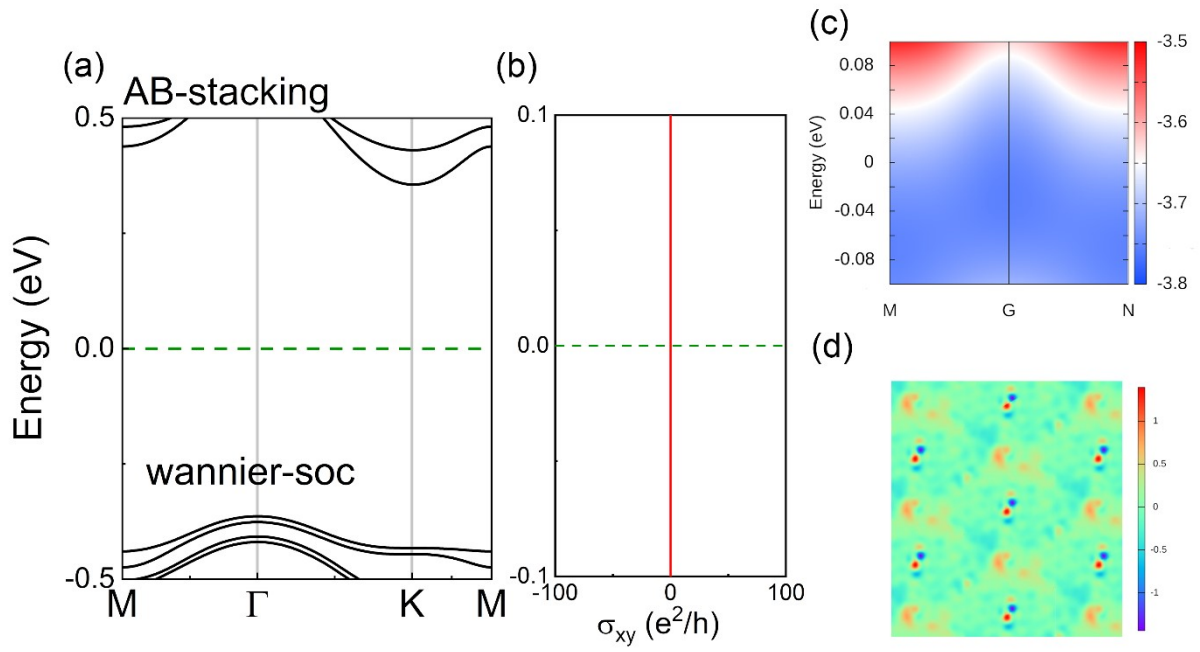 (a)
AB-stacking
0.5
0.0
-0.5
Energy (eV)
wannier-soc
M
Γ
K
M
(b)
0.1
0.0
-0.1
-100
0
100
σxy (e²/h)
(c)
0.08
0.04
0
-0.04
-0.08
Energy (eV)
M
G
N
-3.5
-3.6
-3.7
-3.8
(d)
1
0.5
0
-0.5
-1